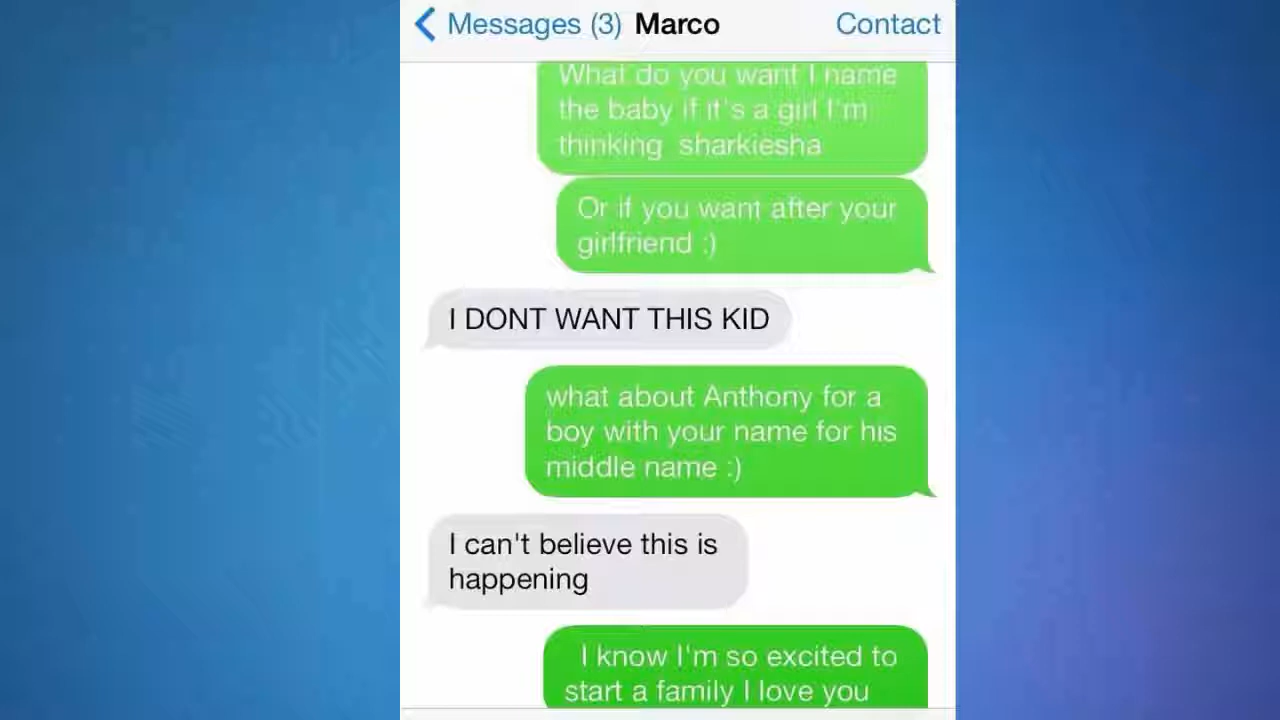 Messages (3) Marco Contact
What do you want I name
the baby if it's a girl I'm
thinking sharkiesha
Or if you want after your
girlfriend :)
I DONT WANT THIS KID
what about Anthony for a
boy with your name for his
middle name :)
I can't believe this is
happening
I know I'm so excited to
start a family I love you